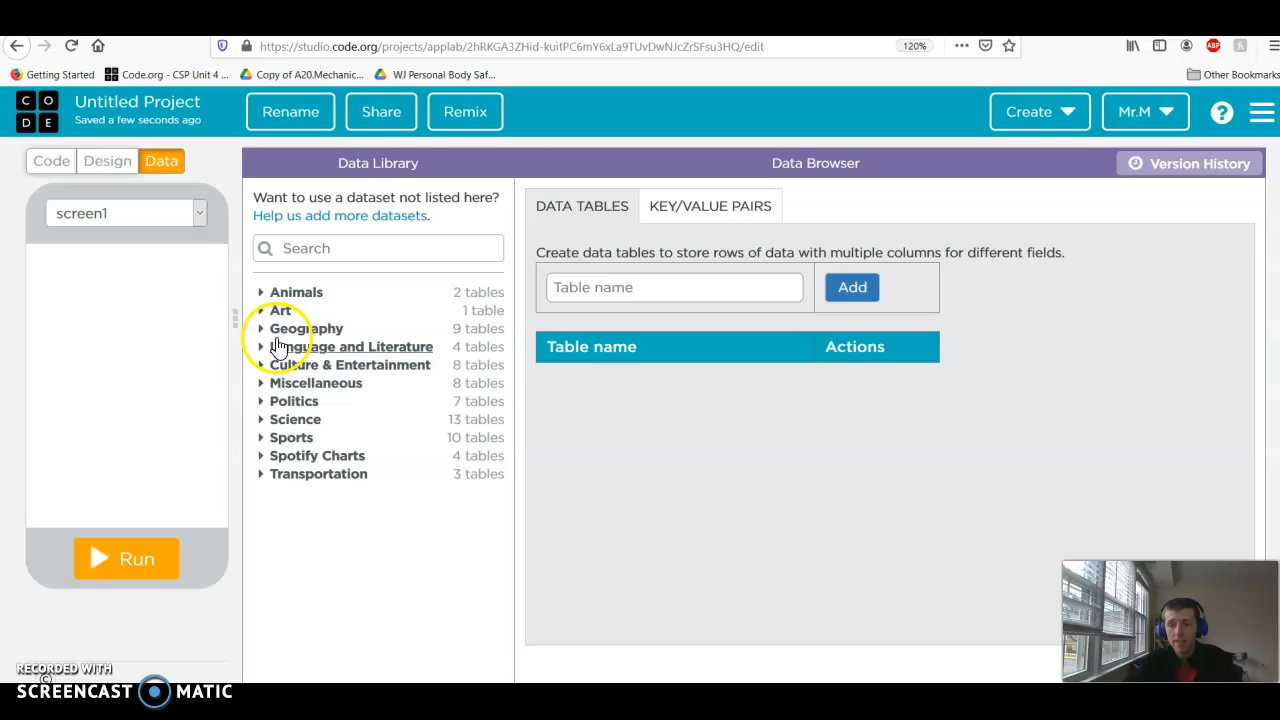 https://studio.code.org/projects/applab/2hRKGA3ZHid-kuitPC6mY6xLa9TUvDwNJcZrSFsu3HQ/edit
120%
ABP
Getting Started
Code.org - CSP Unit 4 ...
Copy of A20.Mechanic...
WJ Personal Body Saf...
Other Bookmarks
C O
D E
Untitled Project
Saved a few seconds ago
Rename
Share
Remix
Create
Mr.M
?
Code
Design
Data
Data Library
Data Browser
Version History
screen1
Run
Want to use a dataset not listed here?
Help us add more datasets.
Search
Animals 2 tables
Art 1 table
Geography 9 tables
Language and Literature 4 tables
Culture & Entertainment 8 tables
Miscellaneous 8 tables
Politics 7 tables
Science 13 tables
Sports 10 tables
Spotify Charts 4 tables
Transportation 3 tables
DATA TABLES
KEY/VALUE PAIRS
Create data tables to store rows of data with multiple columns for different fields.
Table name
Add
Table name
Actions
RECORDED WITH
SCREENCAST MATIC